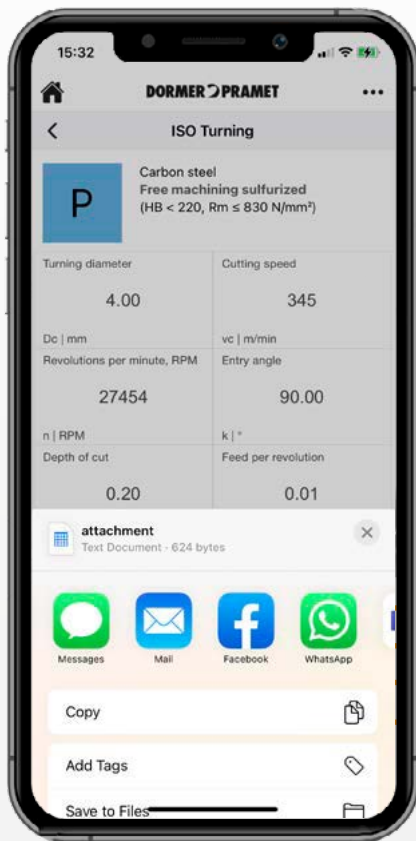 15:32
DORMER PRAMET
ISO Turning
P
Carbon steel
Free machining sulfurized
(HB < 220, Rm ≤ 830 N/mm²)
Turning diameter
Cutting speed
4.00
345
Dc | mm
vc | m/min
Revolutions per minute, RPM
Entry angle
27454
90.00
n | RPM
k | °
Depth of cut
Feed per revolution
0.20
0.01
attachment
Text Document · 624 bytes
Messages
Mail
Facebook
WhatsApp
Copy
Add Tags
Save to Files